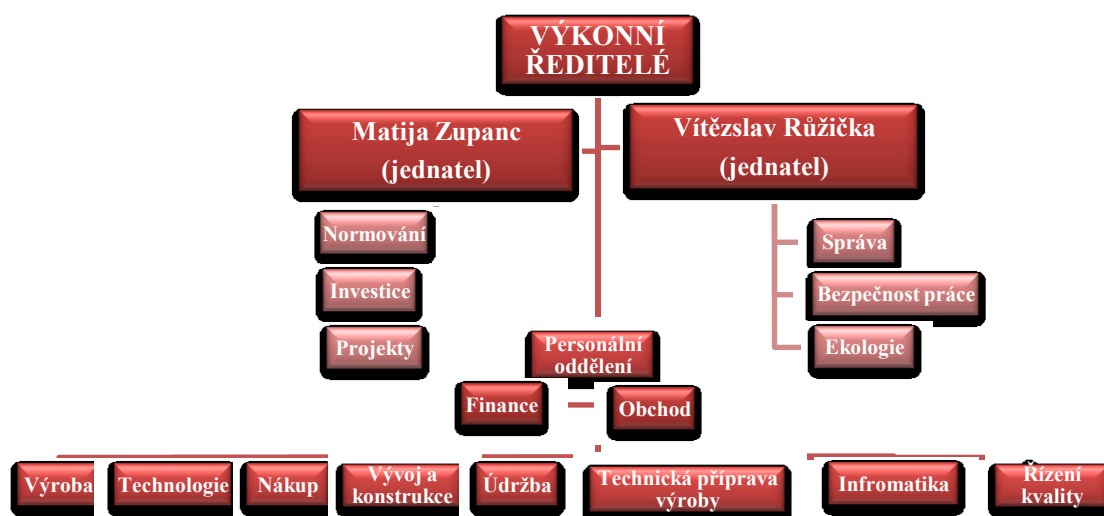 VÝKONNÍ
ŘEDITELÉ
Matija Zupanc
(jednatel)
Vítězslav Růžička
(jednatel)
Normování
Investice
Projekty
Správa
Bezpečnost práce
Ekologie
Personální
oddělení
Finance
Obchod
Výroba
Technologie
Nákup
Vývoj a
konstrukce
Údržba
Technická příprava
výroby
Infromatika
Řízení
kvality